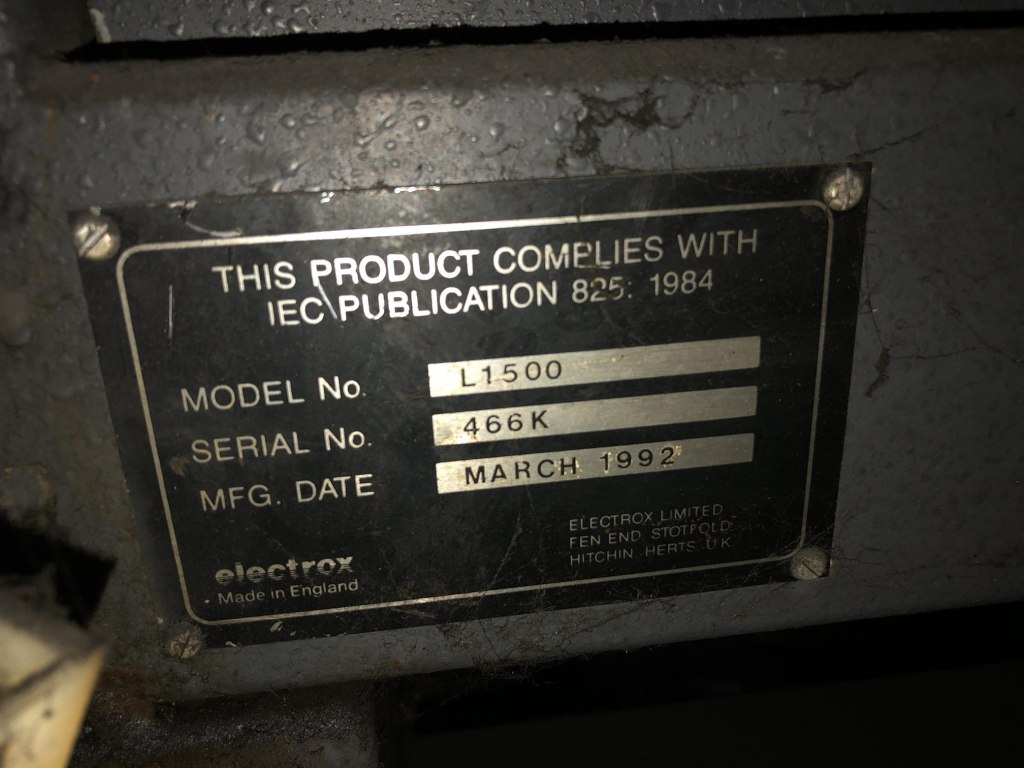 THIS PRODUCT COMPLIES WITH
IEC PUBLICATION 825: 1984
MODEL No. L1500
SERIAL No. 466K
MFG. DATE MARCH 1992
electrox
Made in England
ELECTROX LIMITED
FEN END, STOTFOLD
HITCHIN, HERTS, U.K.